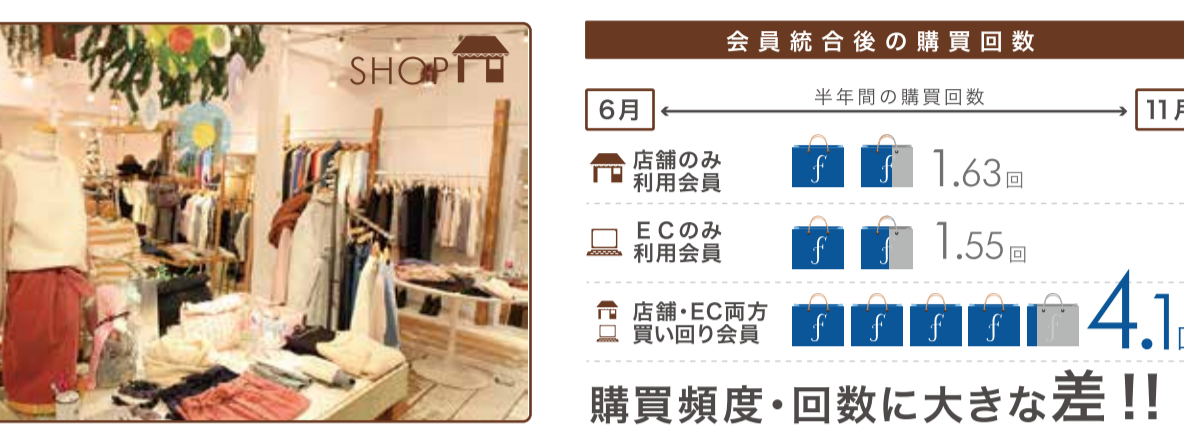 SHOP
会員統合後の購買回数
半年間の購買回数
6月
11月
店舗のみ
利用会員
1.63回
ECのみ
利用会員
1.55回
店舗・EC両方
買い回り会員
4.1回
購買頻度・回数に大きな差!!